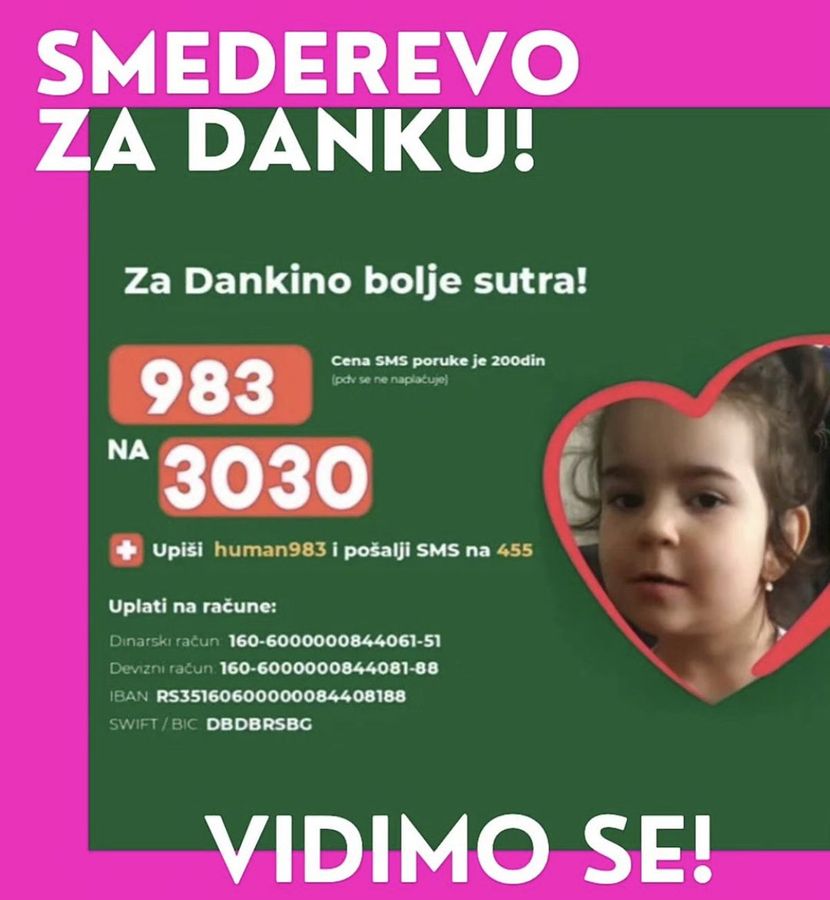 SMEDEREVO
ZA DANKU!
Za Dankino bolje sutra!
983
Cena SMS poruke je 200din
(pdv se ne naplaćuje)
NA
3030
Upiši human983 i pošalji SMS na 455
Uplati na račune:
Dinarski račun: 160-6000000844061-51
Devizni račun: 160-6000000844081-88
IBAN RS35160600000084408188
SWIFT / BIC DBDBRSBG
VIDIMO SE!